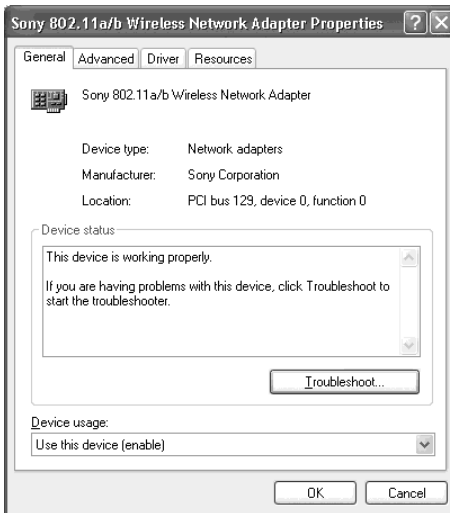 Sony 802.11a/b Wireless Network Adapter Properties
General Advanced Driver Resources
Sony 802.11a/b Wireless Network Adapter
Device type: Network adapters
Manufacturer: Sony Corporation
Location: PCI bus 129, device 0, function 0
Device status
This device is working properly.
If you are having problems with this device, click Troubleshoot to
start the troubleshooter.
Troubleshoot...
Device usage:
Use this device (enable)
OK Cancel